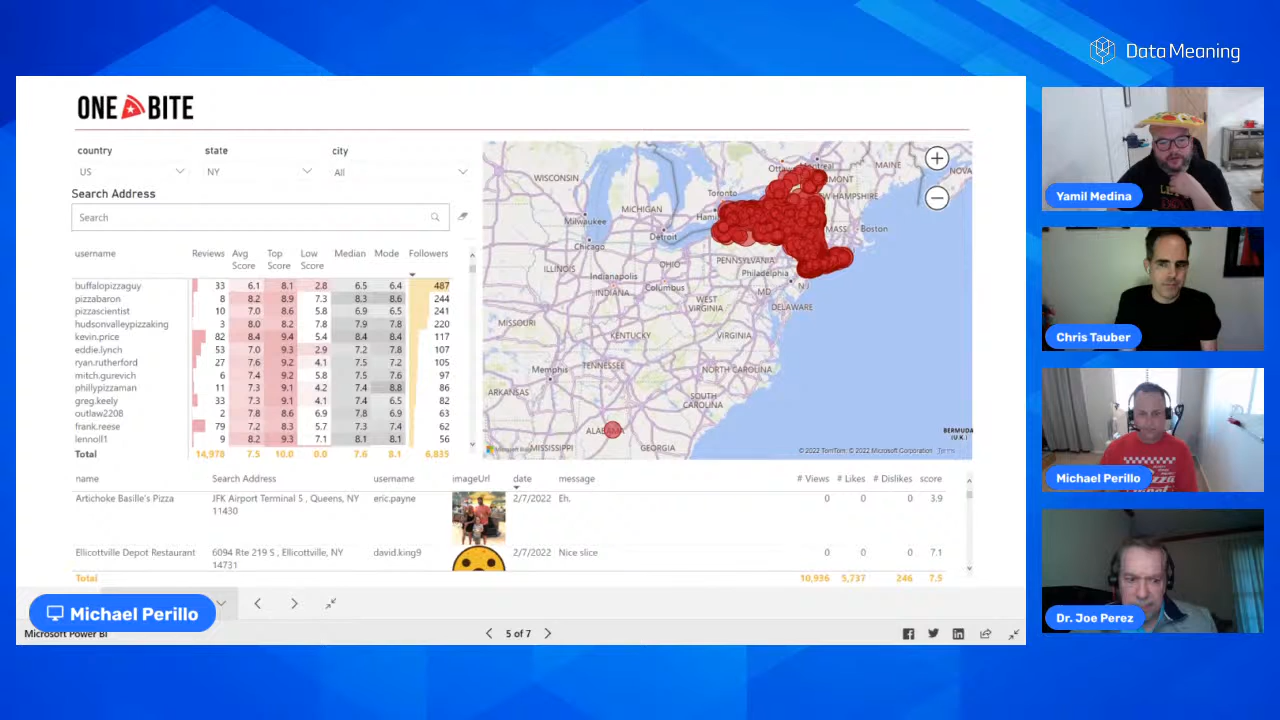 Data Meaning
ONE BITE
country state city
US NY All
Search Address
Search
username Reviews Avg Score Top Score Low Score Median Mode Followers
buffalopizzaguy 33 6.1 8.1 2.8 6.5 6.4 487
pizzabaron 8 8.2 8.9 7.3 8.3 8.6 244
pizzascientist 10 7.0 8.6 5.8 6.9 6.5 241
hudsonvalleypizzaking 3 8.0 8.2 7.8 7.9 7.8 220
kevin.price 82 8.4 9.4 5.4 8.4 8.4 117
eddie.lynch 53 7.0 9.3 2.9 7.2 7.8 107
ryan.rutherford 27 7.6 9.2 4.1 7.5 7.2 105
mitch.gurevich 6 7.4 9.2 5.8 7.5 7.6 97
phillypizzaman 11 7.3 9.1 4.2 7.4 8.8 86
greg.keely 33 7.3 9.1 4.1 7.4 6.5 82
outlaw2208 2 7.8 8.6 6.9 7.8 6.9 63
frank.reese 79 7.2 8.3 5.7 7.3 7.4 62
lennoll1 9 8.2 9.3 7.1 8.1 8.1 56
Total 14,978 7.5 10.0 0.0 7.6 8.1 6,835
WISCONSIN
MICHIGAN
Toronto
Ham
Milwaukee
Detroit
Chicago
Ottawa
Montreal
MAINE
NOVA
MONT
NEW HAMPSHIRE
MASS
Boston
PENNSYLVANIA
Philadelphia
NJ
MD
DELAWARE
ILLINOIS
Indianapolis
INDIANA
OHIO
Columbus
WEST
VIRGINIA
MISSOURI
KENTUCKY
VIRGINIA
TENNESSEE
Memphis
NORTH CAROLINA
ARKANSAS
SOUTH
CAROLINA
ALABAMA
MISSISSIPPI
GEORGIA
BERMUDA
(U.K.)
Microsoft Bing
© 2022 TomTom, © 2022 Microsoft Corporation Terms
name Search Address username imageUrl date message # Views # Likes # Dislikes score
Artichoke Basille's Pizza JFK Airport Terminal 5 , Queens, NY eric.payne 2/7/2022 Eh. 0 0 0 3.9
11430
Ellicottville Depot Restaurant 6094 Rte 219 S , Ellicottville, NY david.king9 2/7/2022 Nice slice 0 0 0 7.1
14731
Total 10,936 5,737 246 7.5
Michael Perillo
Microsoft Power BI
5 of 7
Yamil Medina
Chris Tauber
Michael Perillo
Dr. Joe Perez